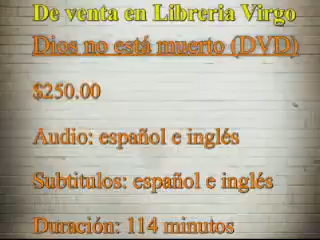 De venta en Libreria Virgo
Dios no está muerto (DVD)
$250.00
Audio: español e inglés
Subtitulos: español e inglés
Duración: 114 minutos